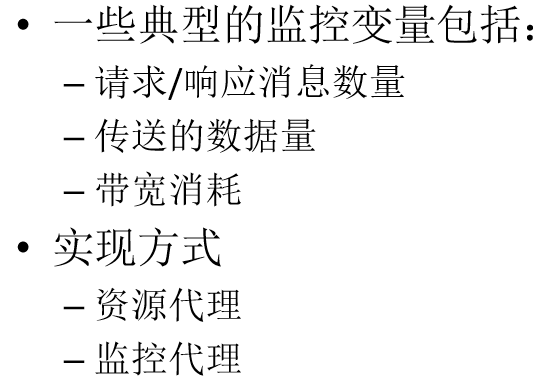 • 一些典型的监控变量包括：
– 请求/响应消息数量
– 传送的数据量
– 带宽消耗
• 实现方式
– 资源代理
– 监控代理